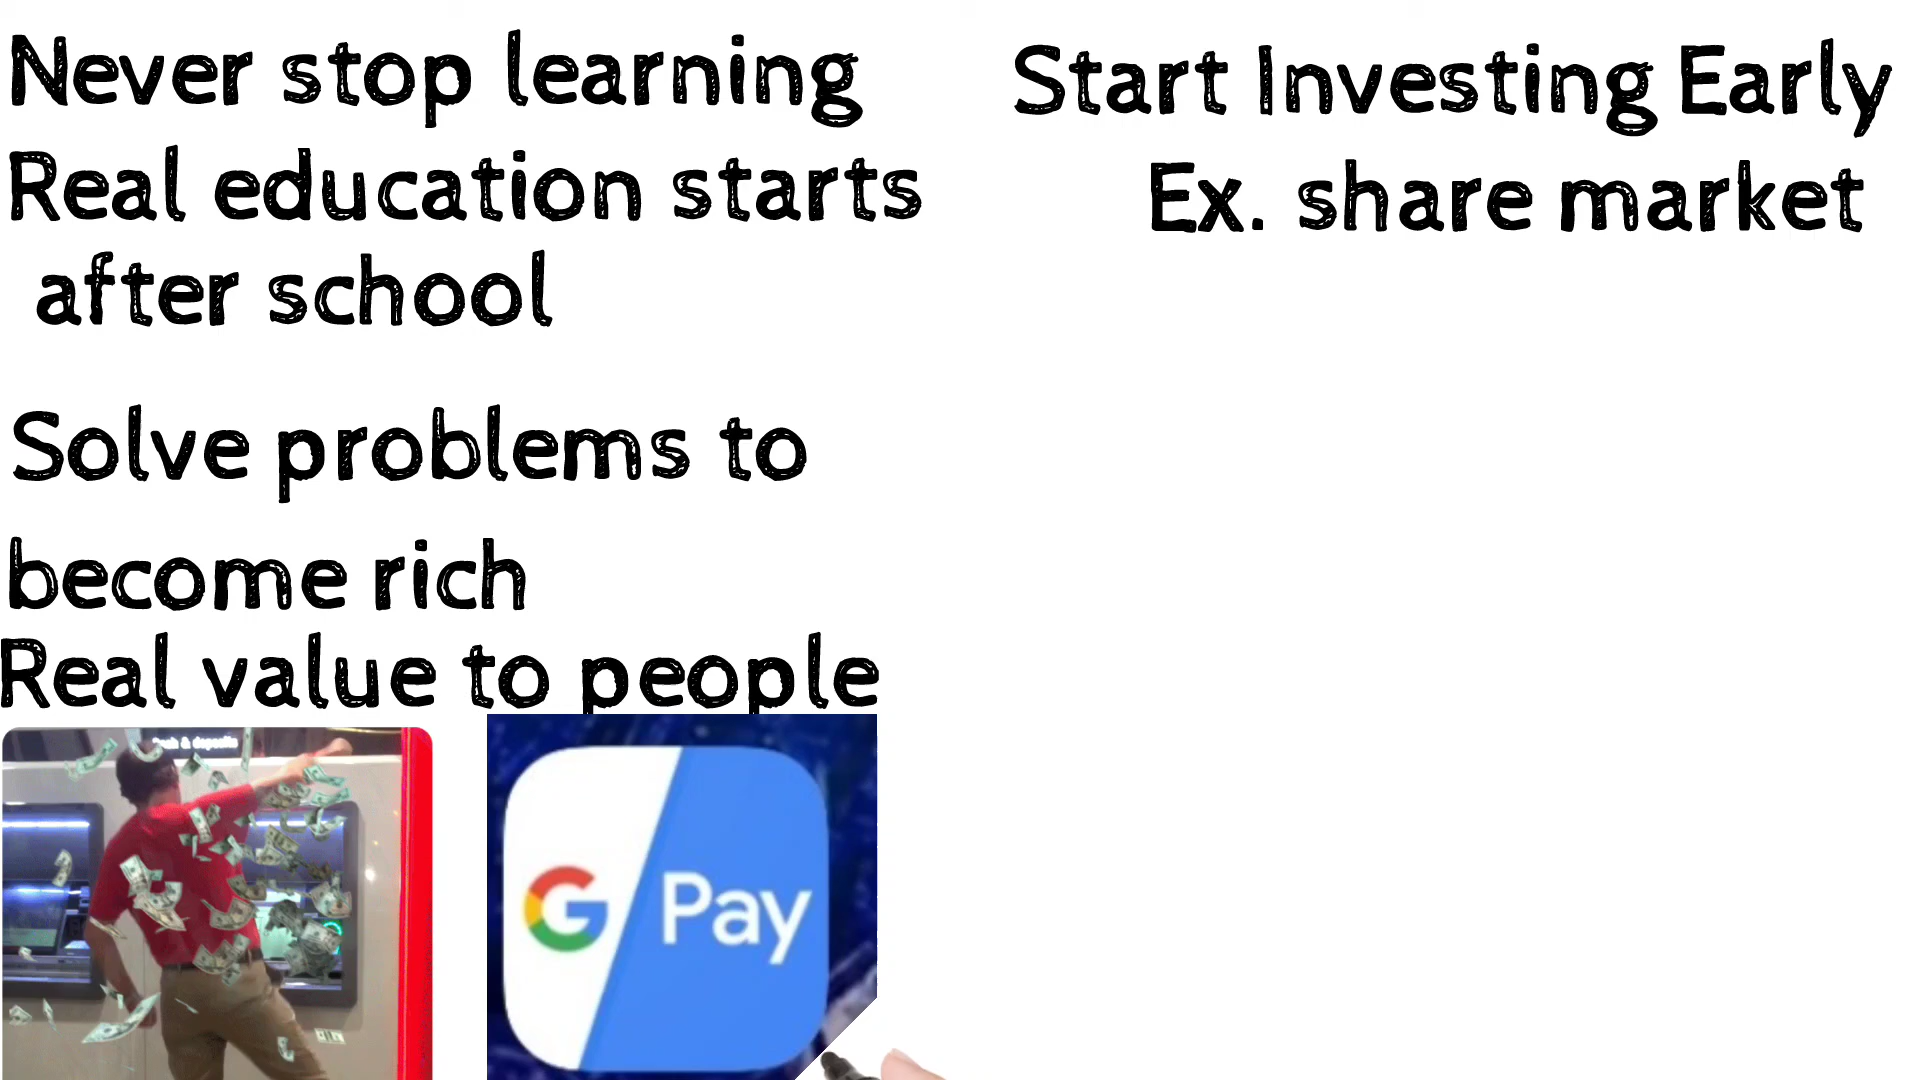 Never stop learning
Real education starts
after school
Solve problems to
become rich
Real value to people
Start Investing Early
Ex. share market
& deposits
G Pay